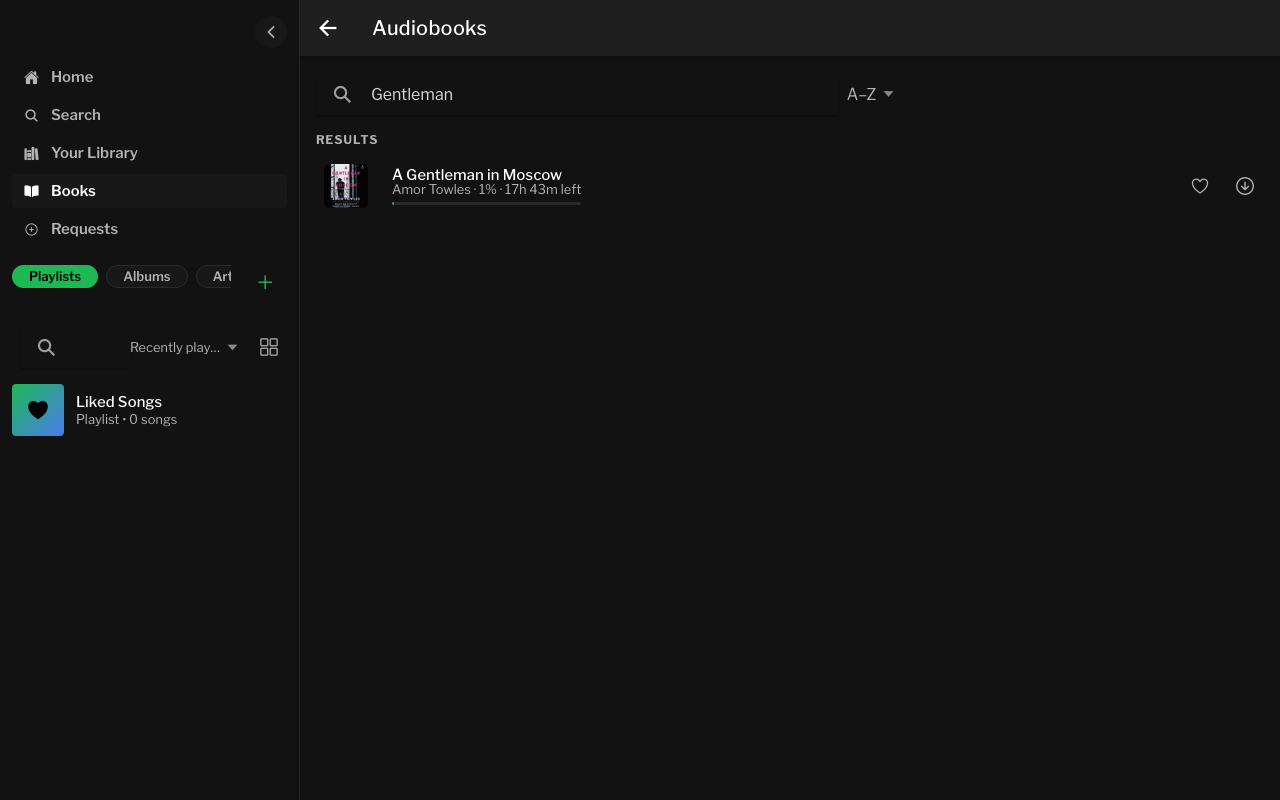 Audiobooks
Home
Search
Your Library
Books
Requests
Playlists
Albums
Art
Recently play...
Liked Songs
Playlist • 0 songs
Gentleman
A–Z
RESULTS
A Gentleman in Moscow
Amor Towles · 1% · 17h 43m left